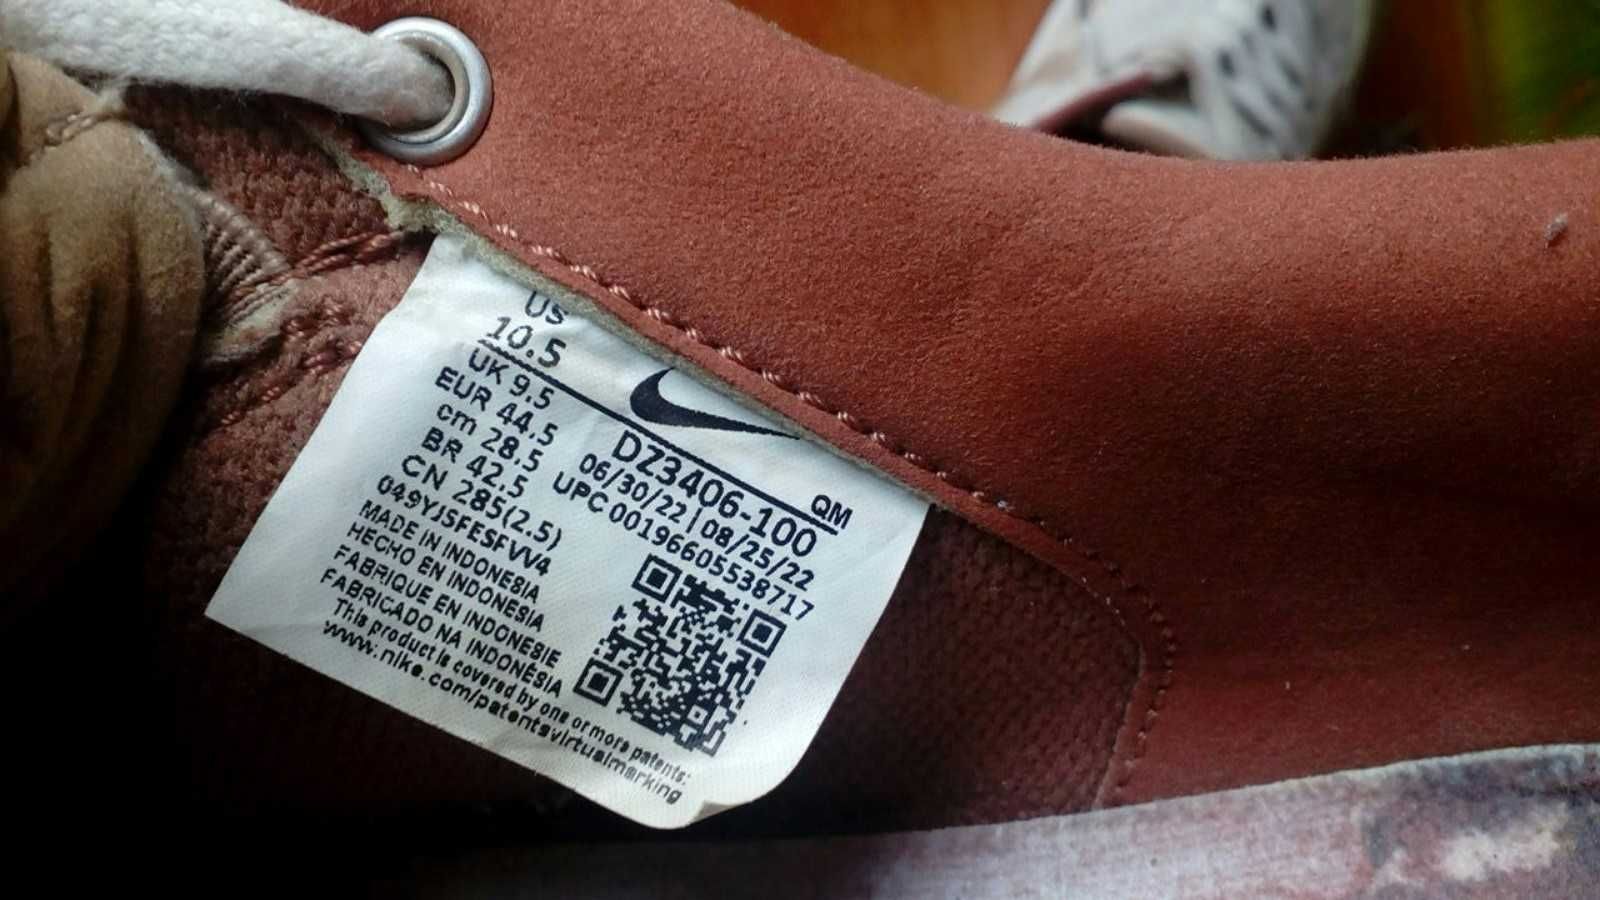 US
10.5
UK 9.5
EUR 44.5
cm 28.5
BR 42.5
CN 285(2.5)
049YJSFESFVV4
MADE IN INDONESIA
HECHO EN INDONESIA
FABRIQUE EN INDONESIE
FABRICADO NA INDONÉSIA
This product is covered by one or more patents:
www.nike.com/patentsvirtualmarking
QM
DZ3406-100
06/30/22 | 08/25/22
UPC 00196605538717